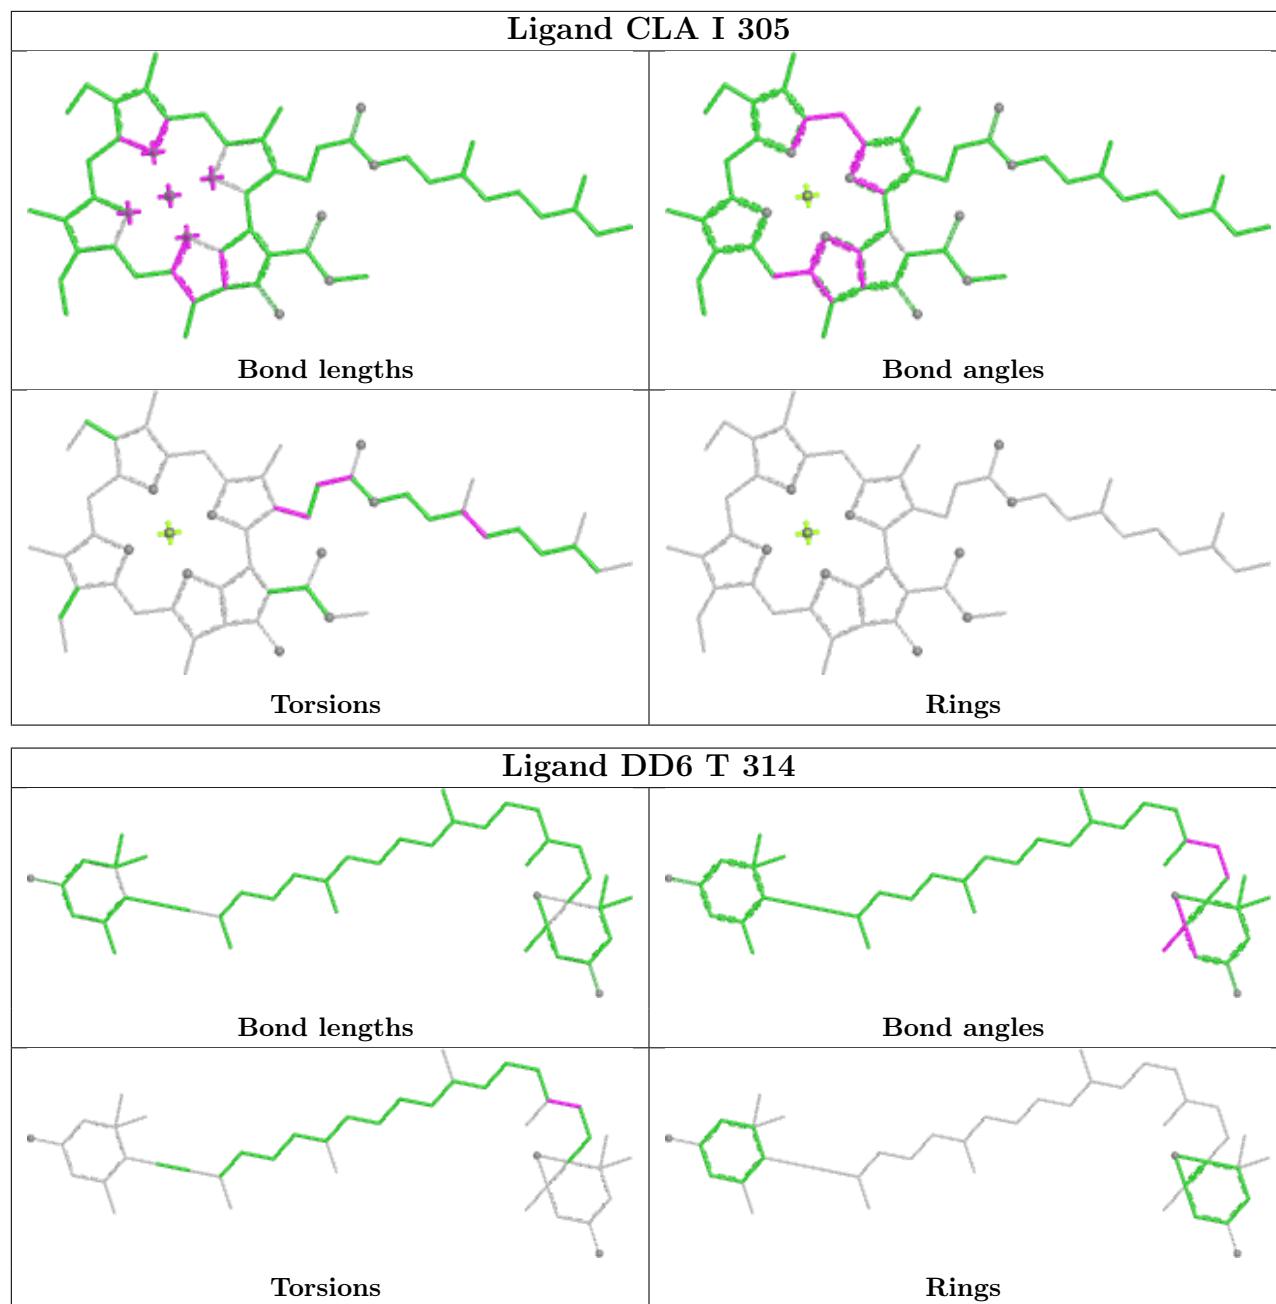 Ligand CLA I 305
Bond lengths
Bond angles
Torsions
Rings
Ligand DD6 T 314
Bond lengths
Bond angles
Torsions
Rings